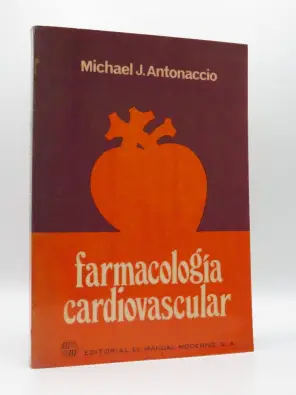 Michael J. Antonaccio
farmacología
cardiovascular
EDITORIAL EL MANUAL MODERNO, S. A.